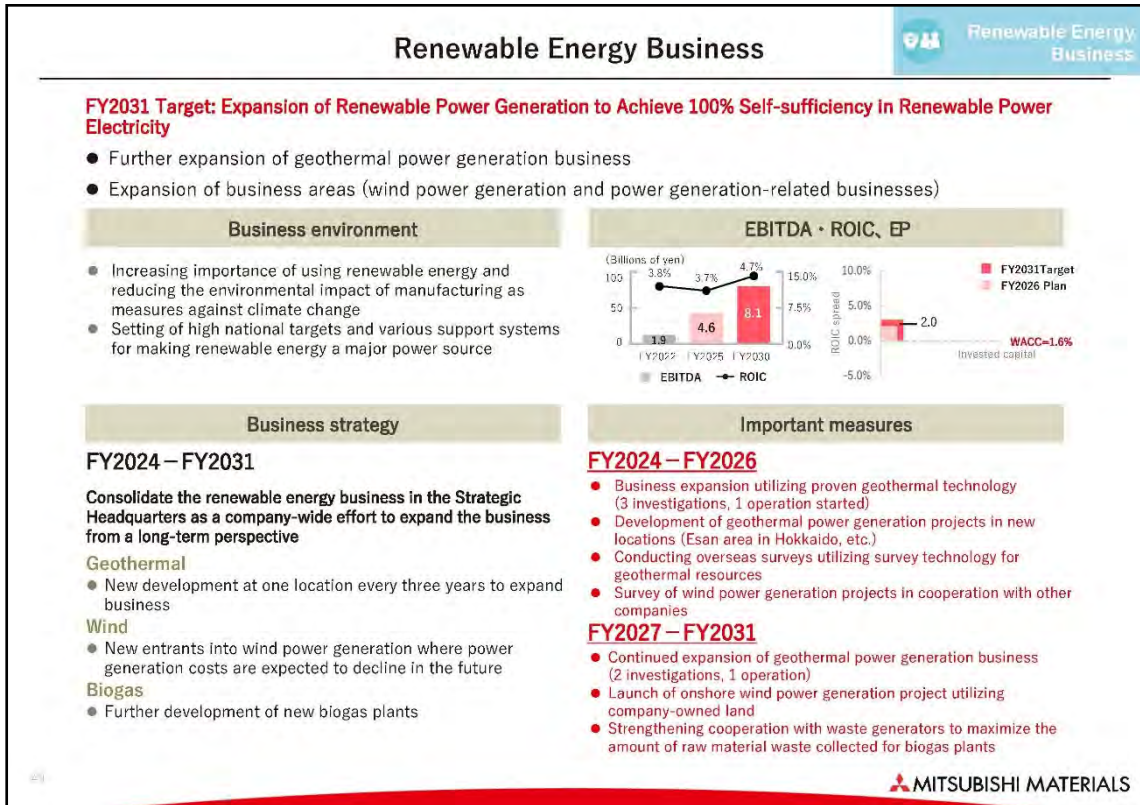 Renewable Energy Business
Renewable Energy
Business
FY2031 Target: Expansion of Renewable Power Generation to Achieve 100% Self-sufficiency in Renewable Power
Electricity
● Further expansion of geothermal power generation business
● Expansion of business areas (wind power generation and power generation-related businesses)
Business environment
● Increasing importance of using renewable energy and
reducing the environmental impact of manufacturing as
measures against climate change
● Setting of high national targets and various support systems
for making renewable energy a major power source
EBITDA・ROIC、EP
(Billions of yen)
100
50
0
3.8%
3.7%
4.7%
1.9
4.6
8.1
15.0%
7.5%
0.0%
FY2022 FY2025 FY2030
EBITDA ROIC
ROIC spread
10.0%
5.0%
0.0%
-5.0%
2.0
FY2031Target
FY2026 Plan
WACC=1.6%
Invested capital
Business strategy
FY2024－FY2031
Consolidate the renewable energy business in the Strategic
Headquarters as a company-wide effort to expand the business
from a long-term perspective
Geothermal
● New development at one location every three years to expand
business
Wind
● New entrants into wind power generation where power
generation costs are expected to decline in the future
Biogas
● Further development of new biogas plants
Important measures
FY2024－FY2026
● Business expansion utilizing proven geothermal technology
(3 investigations, 1 operation started)
● Development of geothermal power generation projects in new
locations (Esan area in Hokkaido, etc.)
● Conducting overseas surveys utilizing survey technology for
geothermal resources
● Survey of wind power generation projects in cooperation with other
companies
FY2027－FY2031
● Continued expansion of geothermal power generation business
(2 investigations, 1 operation)
● Launch of onshore wind power generation project utilizing
company-owned land
● Strengthening cooperation with waste generators to maximize the
amount of raw material waste collected for biogas plants
MITSUBISHI MATERIALS